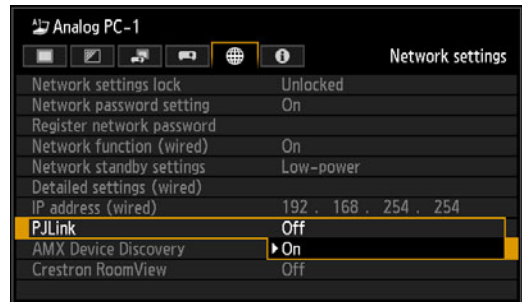 Analog PC-1
Network settings
Network settings lock Unlocked
Network password setting On
Register network password
Network function (wired) On
Network standby settings Low-power
Detailed settings (wired)
IP address (wired) 192 . 168 . 254 . 254
PJLink Off
AMX Device Discovery On
Crestron RoomView Off